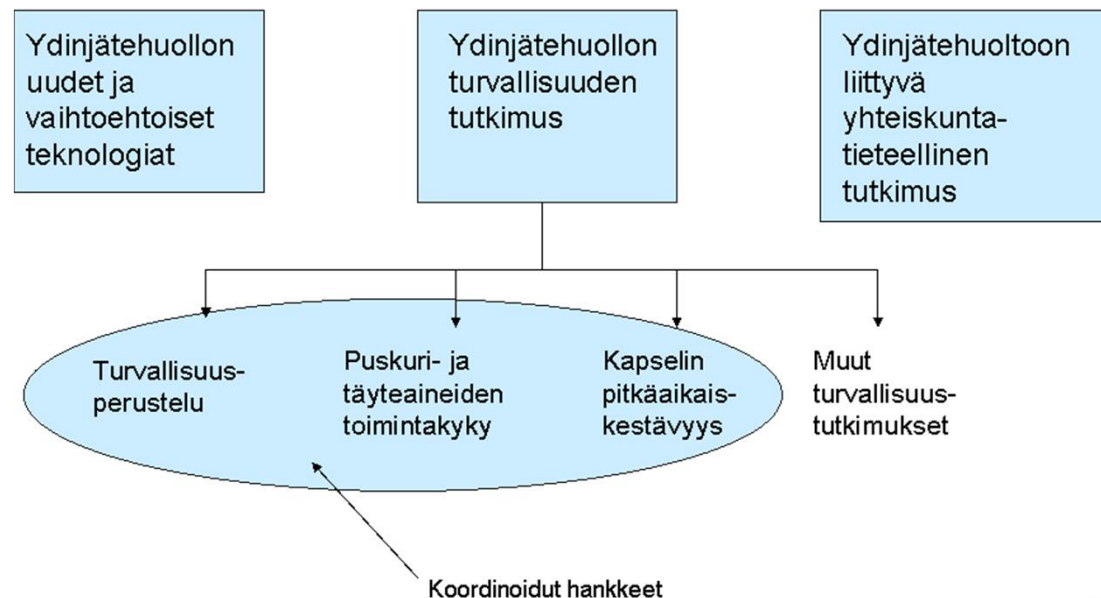 Ydinjätehuollon
uudet ja
vaihtoehtoiset
teknologiat
Ydinjätehuollon
turvallisuuden
tutkimus
Ydinjätehuoltoon
liittyvä
yhteiskunta-
tieteellinen
tutkimus
Turvallisuus-
perustelu
Puskuri- ja
täyteaineiden
toimintakyky
Kapselin
pitkäaikais-
kestävyys
Muut
turvallisuus-
tutkimukset
Koordinoidut hankkeet